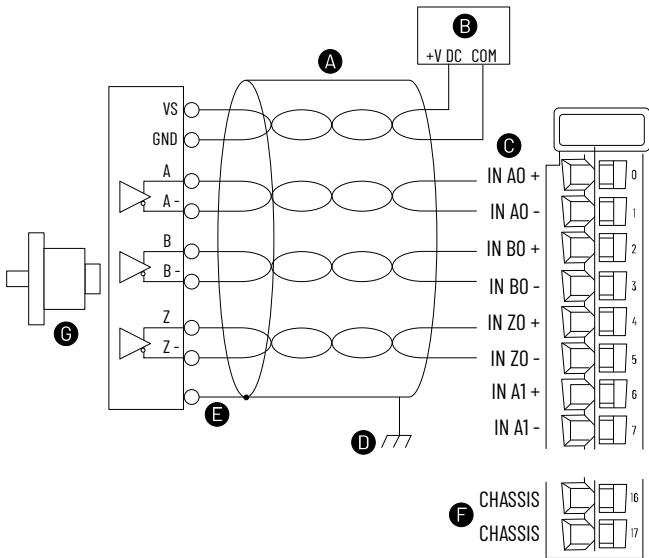 B
+V DC COM
A
VS
GND
C
A
A -
IN A0 +
0
IN A0 -
1
B
B -
IN B0 +
2
IN B0 -
3
G
Z
Z -
IN Z0 +
4
IN Z0 -
5
IN A1 +
6
E
IN A1 -
7
D
F
CHASSIS
16
CHASSIS
17